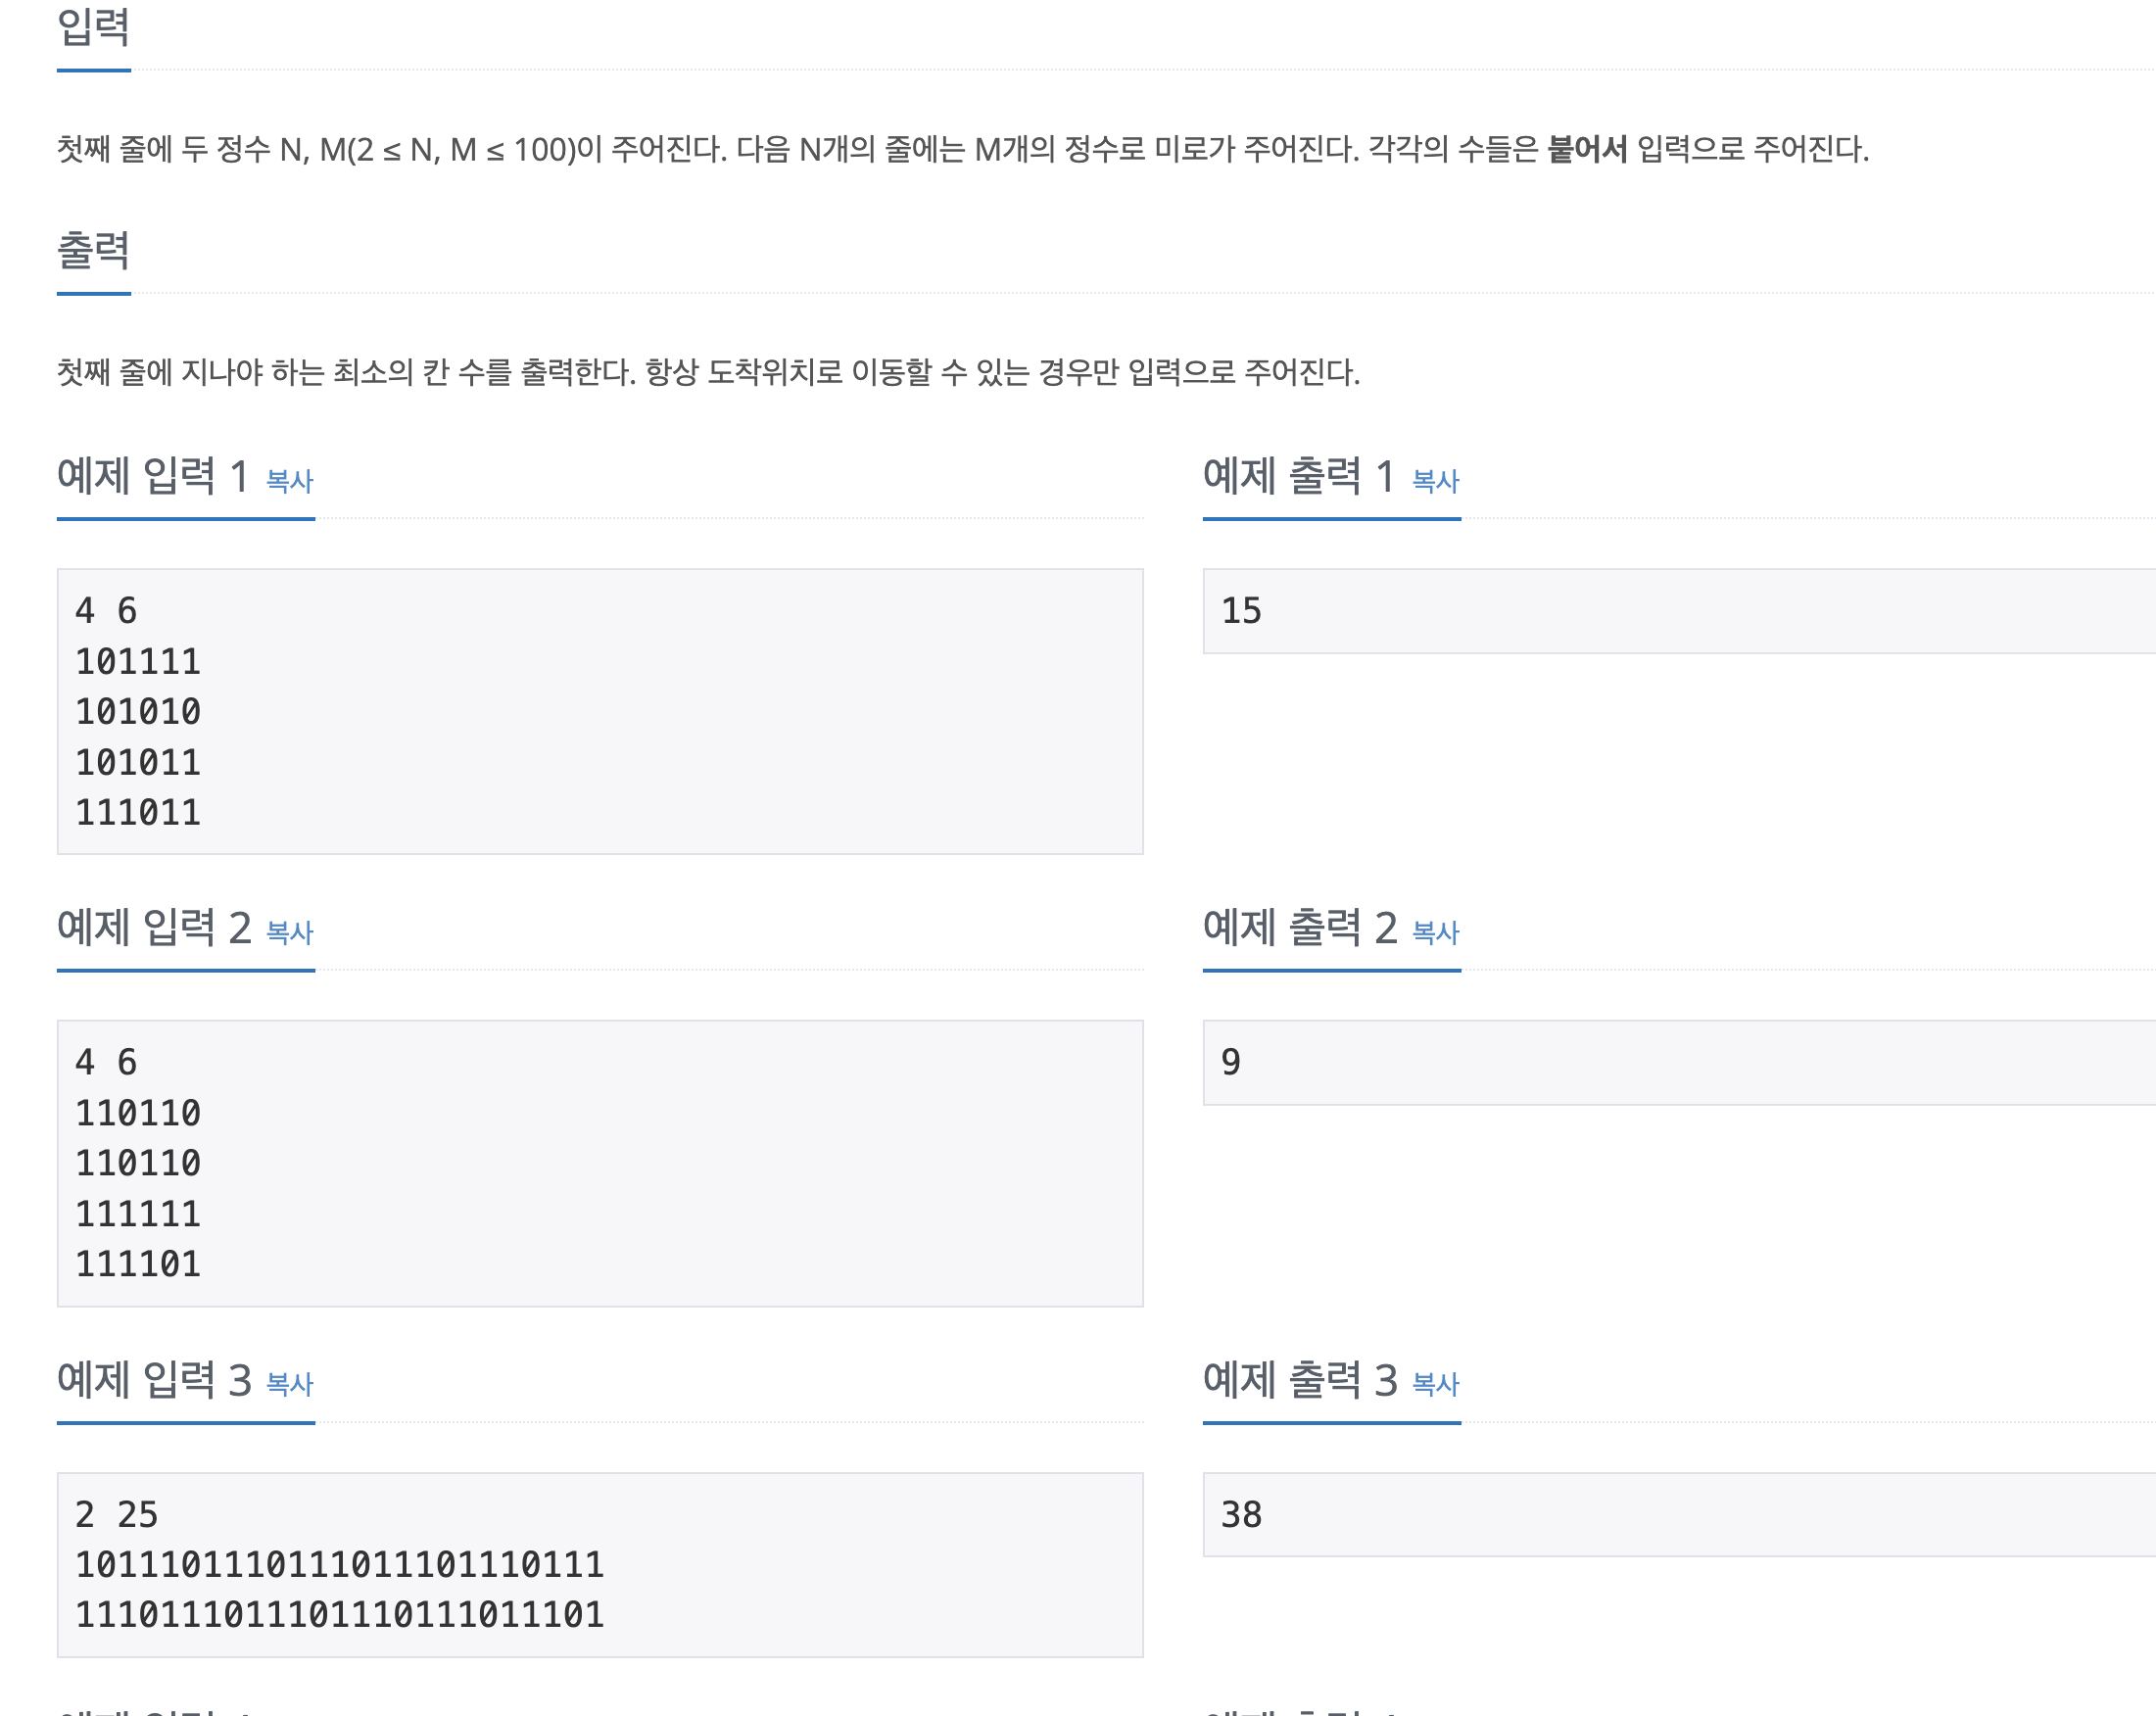 입력
첫째 줄에 두 정수 N, M(2 ≤ N, M ≤ 100)이 주어진다. 다음 N개의 줄에는 M개의 정수로 미로가 주어진다. 각각의 수들은 붙어서 입력으로 주어진다.
출력
첫째 줄에 지나야 하는 최소의 칸 수를 출력한다. 항상 도착위치로 이동할 수 있는 경우만 입력으로 주어진다.
예제 입력 1 복사
4 6
101111
101010
101011
111011
예제 출력 1 복사
15
예제 입력 2 복사
4 6
110110
110110
111111
111101
예제 출력 2 복사
9
예제 입력 3 복사
2 25
1011101110111011101110111
1110111011101110111011101
예제 출력 3 복사
38